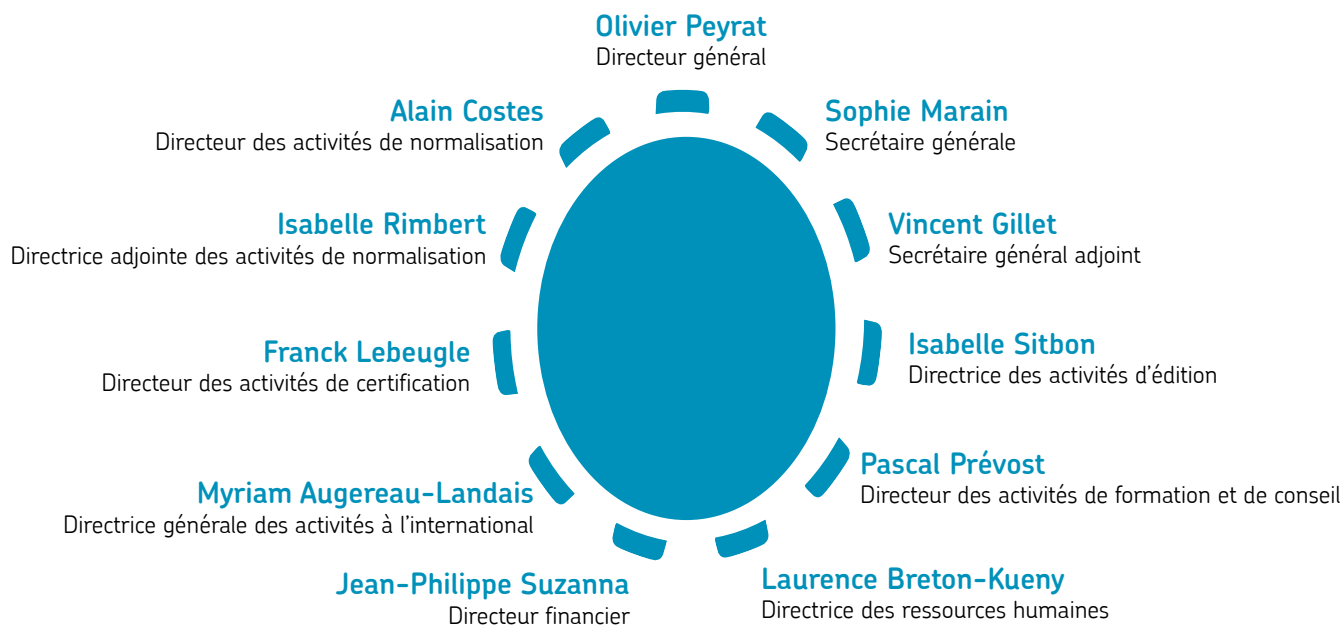 Olivier Peyrat
Directeur général
Alain Costes
Directeur des activités de normalisation
Sophie Marain
Secrétaire générale
Isabelle Rimbert
Directrice adjointe des activités de normalisation
Vincent Gillet
Secrétaire général adjoint
Franck Lebeugle
Directeur des activités de certification
Isabelle Sitbon
Directrice des activités d'édition
Myriam Augereau-Landais
Directrice générale des activités à l'international
Pascal Prévost
Directeur des activités de formation et de conseil
Jean-Philippe Suzanna
Directeur financier
Laurence Breton-Kueny
Directrice des ressources humaines